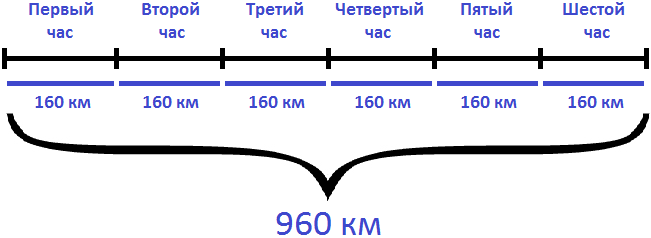 Первый Второй Третий Четвертый Пятый Шестой
час час час час час час
160 км 160 км 160 км 160 км 160 км 160 км
960 км